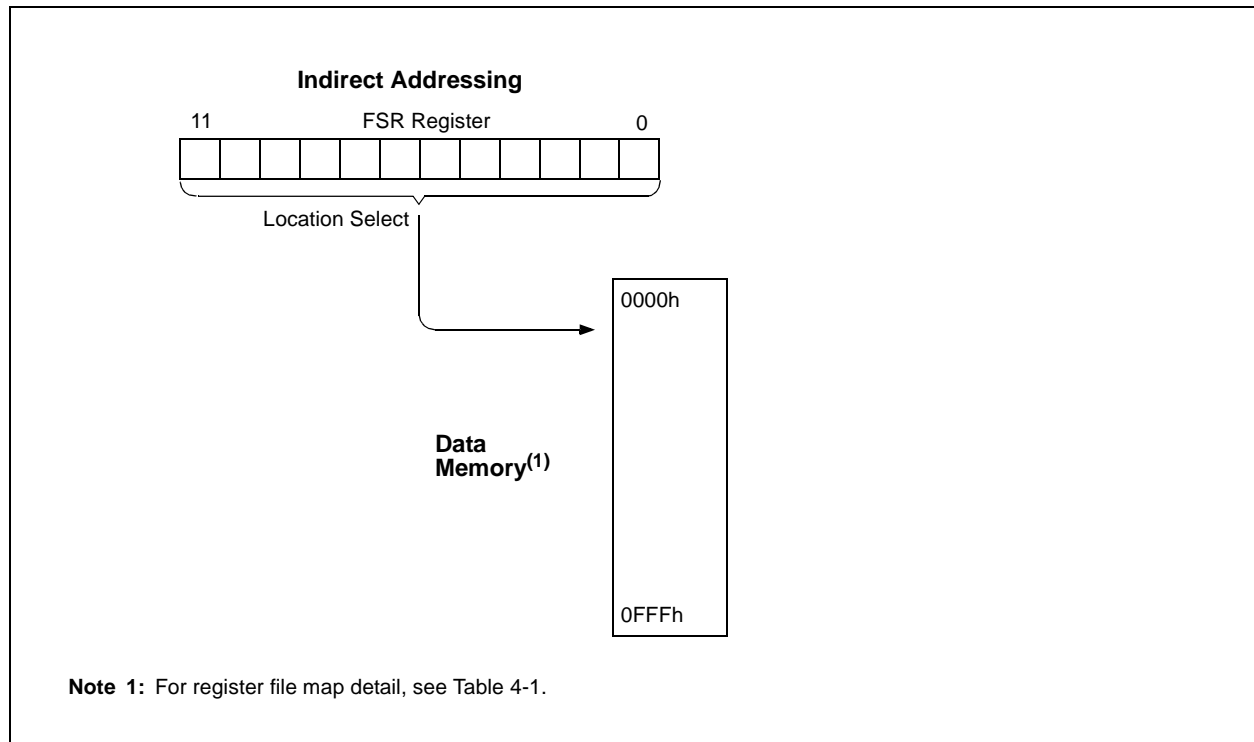 Indirect Addressing
11 FSR Register 0
Location Select
0000h
Data
Memory(1)
0FFFh
Note 1: For register file map detail, see Table 4-1.